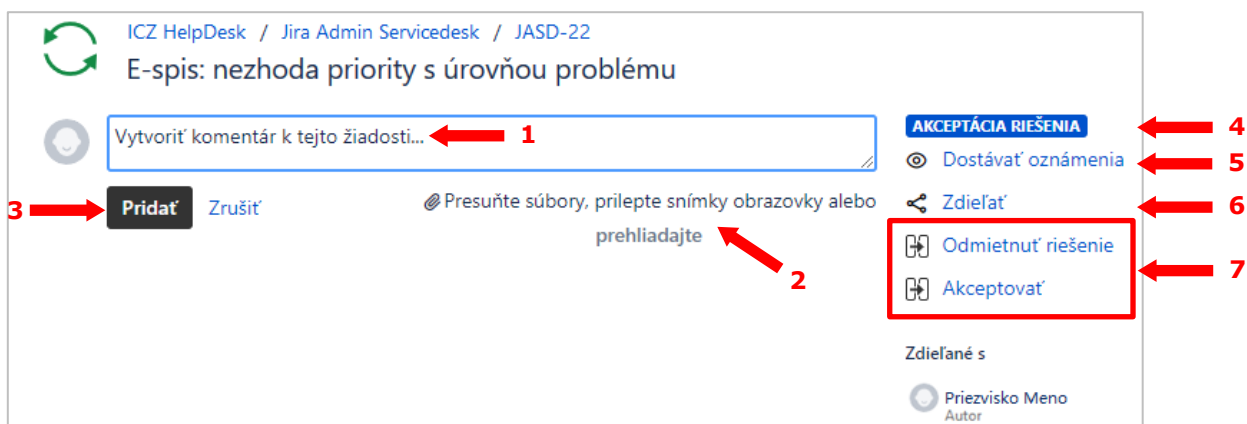 ICZ HelpDesk / Jira Admin Servicedesk / JASD-22
E-spis: nezhoda priority s úrovňou problému
Vytvoriť komentár k tejto žiadosti...
1
3
Pridať
Zrušiť
Presuňte súbory, prilepte snímky obrazovky alebo
prehliadajte
2
AKCEPTÁCIA RIEŠENIA
4
Dostávať oznámenia
5
Zdieľať
6
Odmietnuť riešenie
7
Akceptovať
Zdieľané s
Priezvisko Meno
Autor